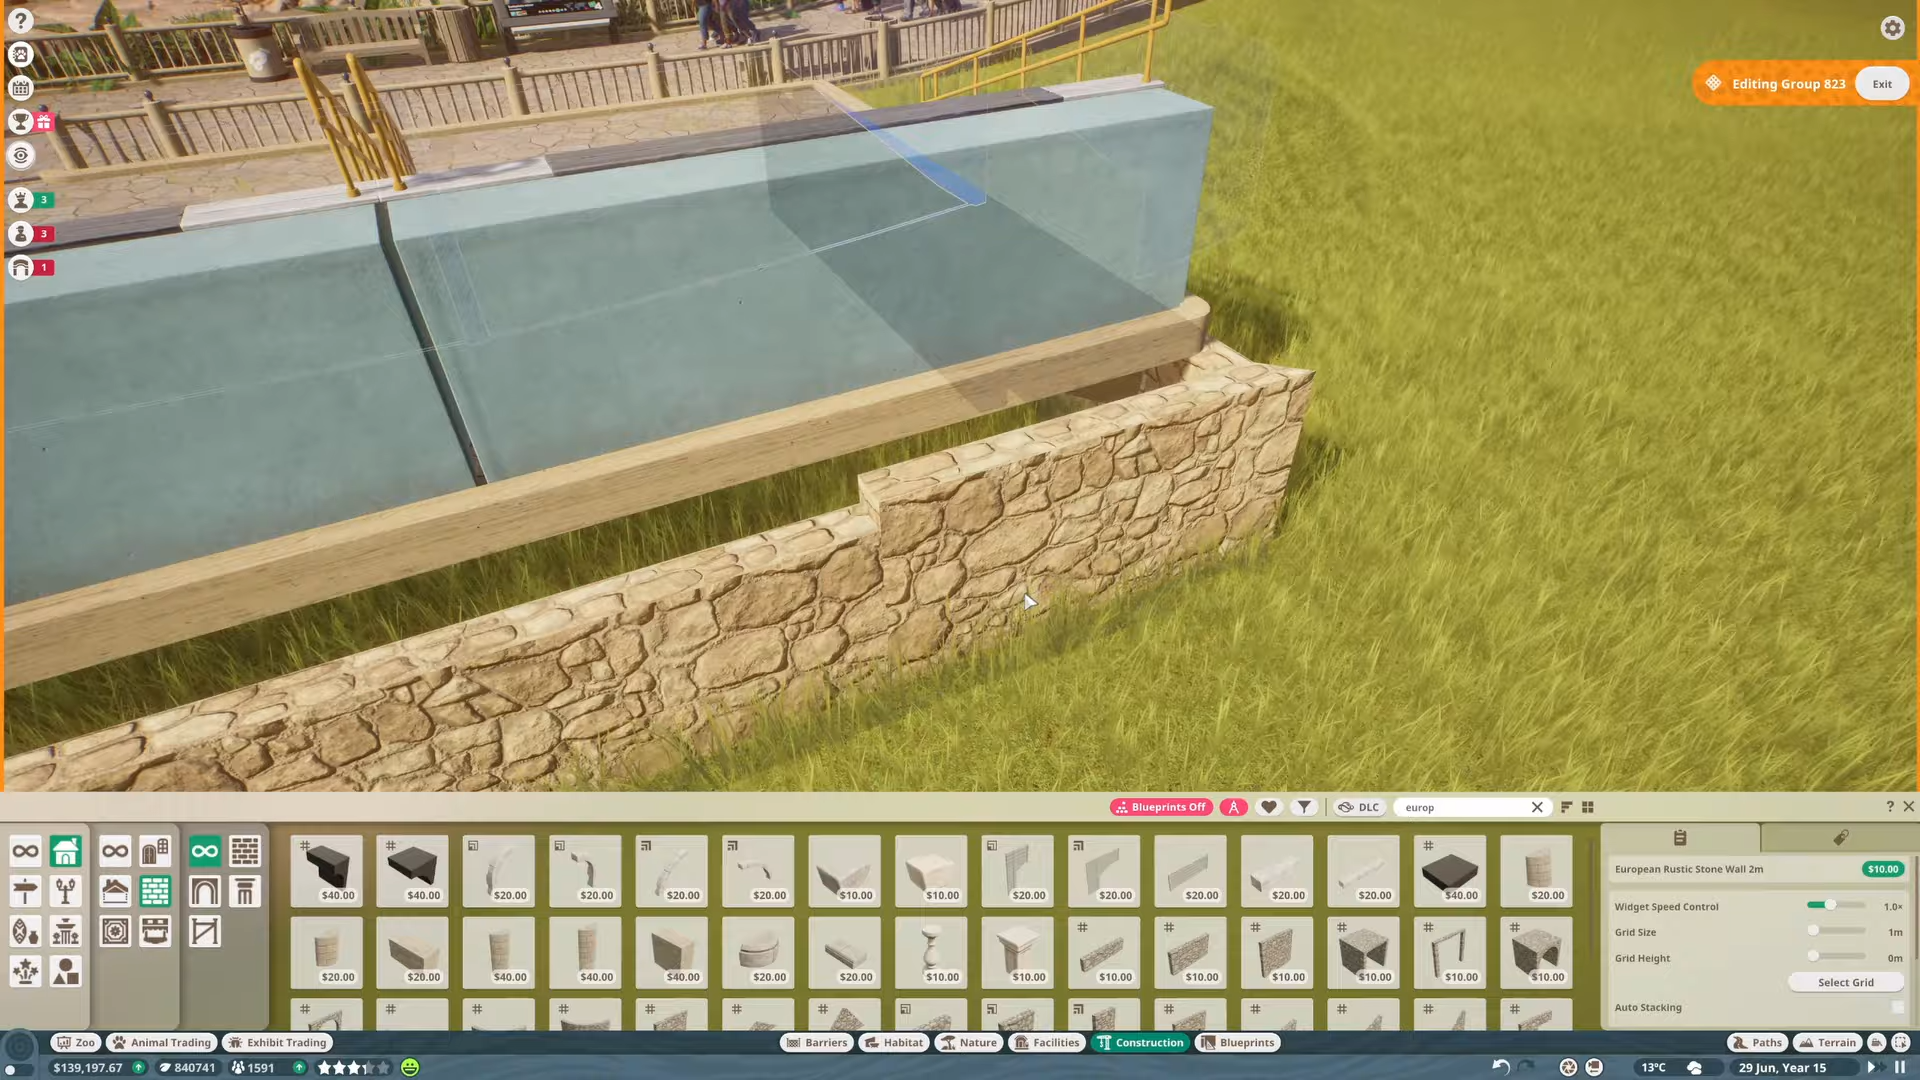 ?
Editing Group 823
Exit
3
3
1
Blueprints Off
DLC
europ
?
$40.00
$40.00
$20.00
$20.00
$20.00
$20.00
$10.00
$10.00
$20.00
$20.00
$20.00
$20.00
$20.00
$40.00
$20.00
$20.00
$20.00
$40.00
$40.00
$40.00
$20.00
$20.00
$10.00
$10.00
$10.00
$10.00
$10.00
$10.00
$10.00
$10.00
European Rustic Stone Wall 2m
$10.00
Widget Speed Control
1.0×
Grid Size
1m
Grid Height
0m
Select Grid
Auto Stacking
Zoo
Animal Trading
Exhibit Trading
Barriers
Habitat
Nature
Facilities
Construction
Blueprints
Paths
Terrain
$139,197.67
840741
1591
13°C
29 Jun, Year 15